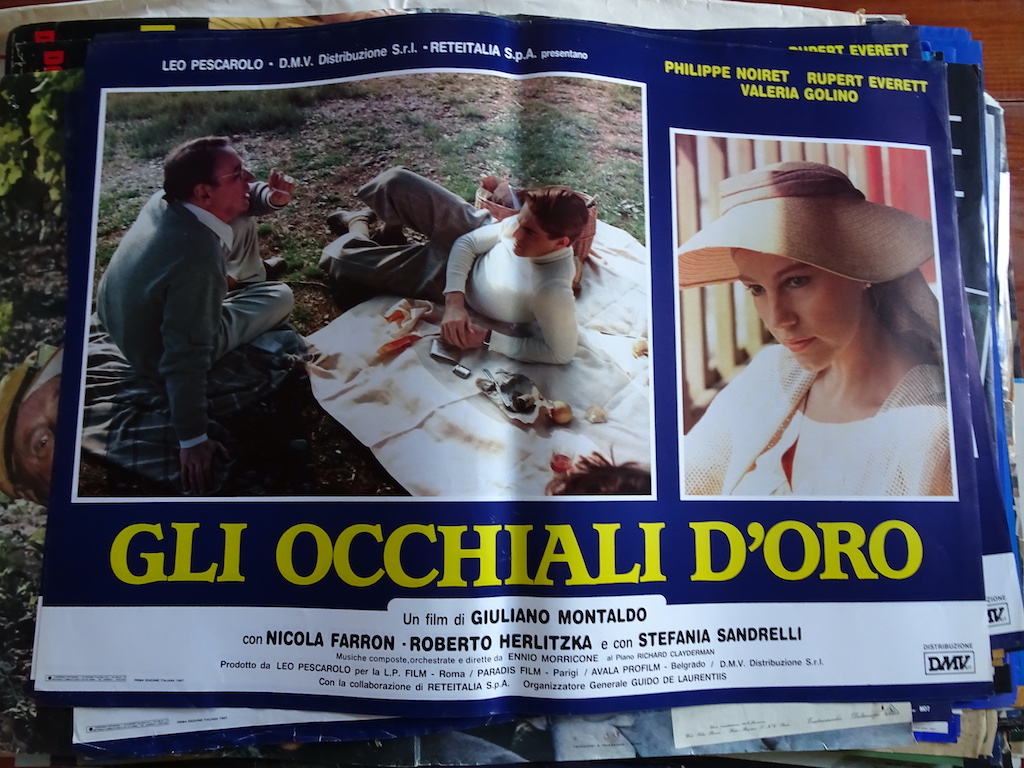 LEO PESCAROLO • D.M.V. Distribuzione S.r.l. • RETEITALIA S.p.A. presentano
RUPERT EVERETT
PHILIPPE NOIRET RUPERT EVERETT
VALERIA GOLINO
GLI OCCHIALI D'ORO
Un film di GIULIANO MONTALDO
con NICOLA FARRON • ROBERTO HERLITZKA e con STEFANIA SANDRELLI
Musiche composte, orchestrate e dirette da ENNIO MORRICONE al Piano RICHARD CLAYDERMAN
Prodotto da LEO PESCAROLO per la L.P. FILM - Roma / PARADIS FILM - Parigi / AVALA PROFILM - Belgrado / D.M.V. Distribuzione S.r.l.
Con la collaborazione di RETEITALIA S.p.A. Organizzatore Generale GUIDO DE LAURENTIIS
DISTRIBUZIONE
DMV